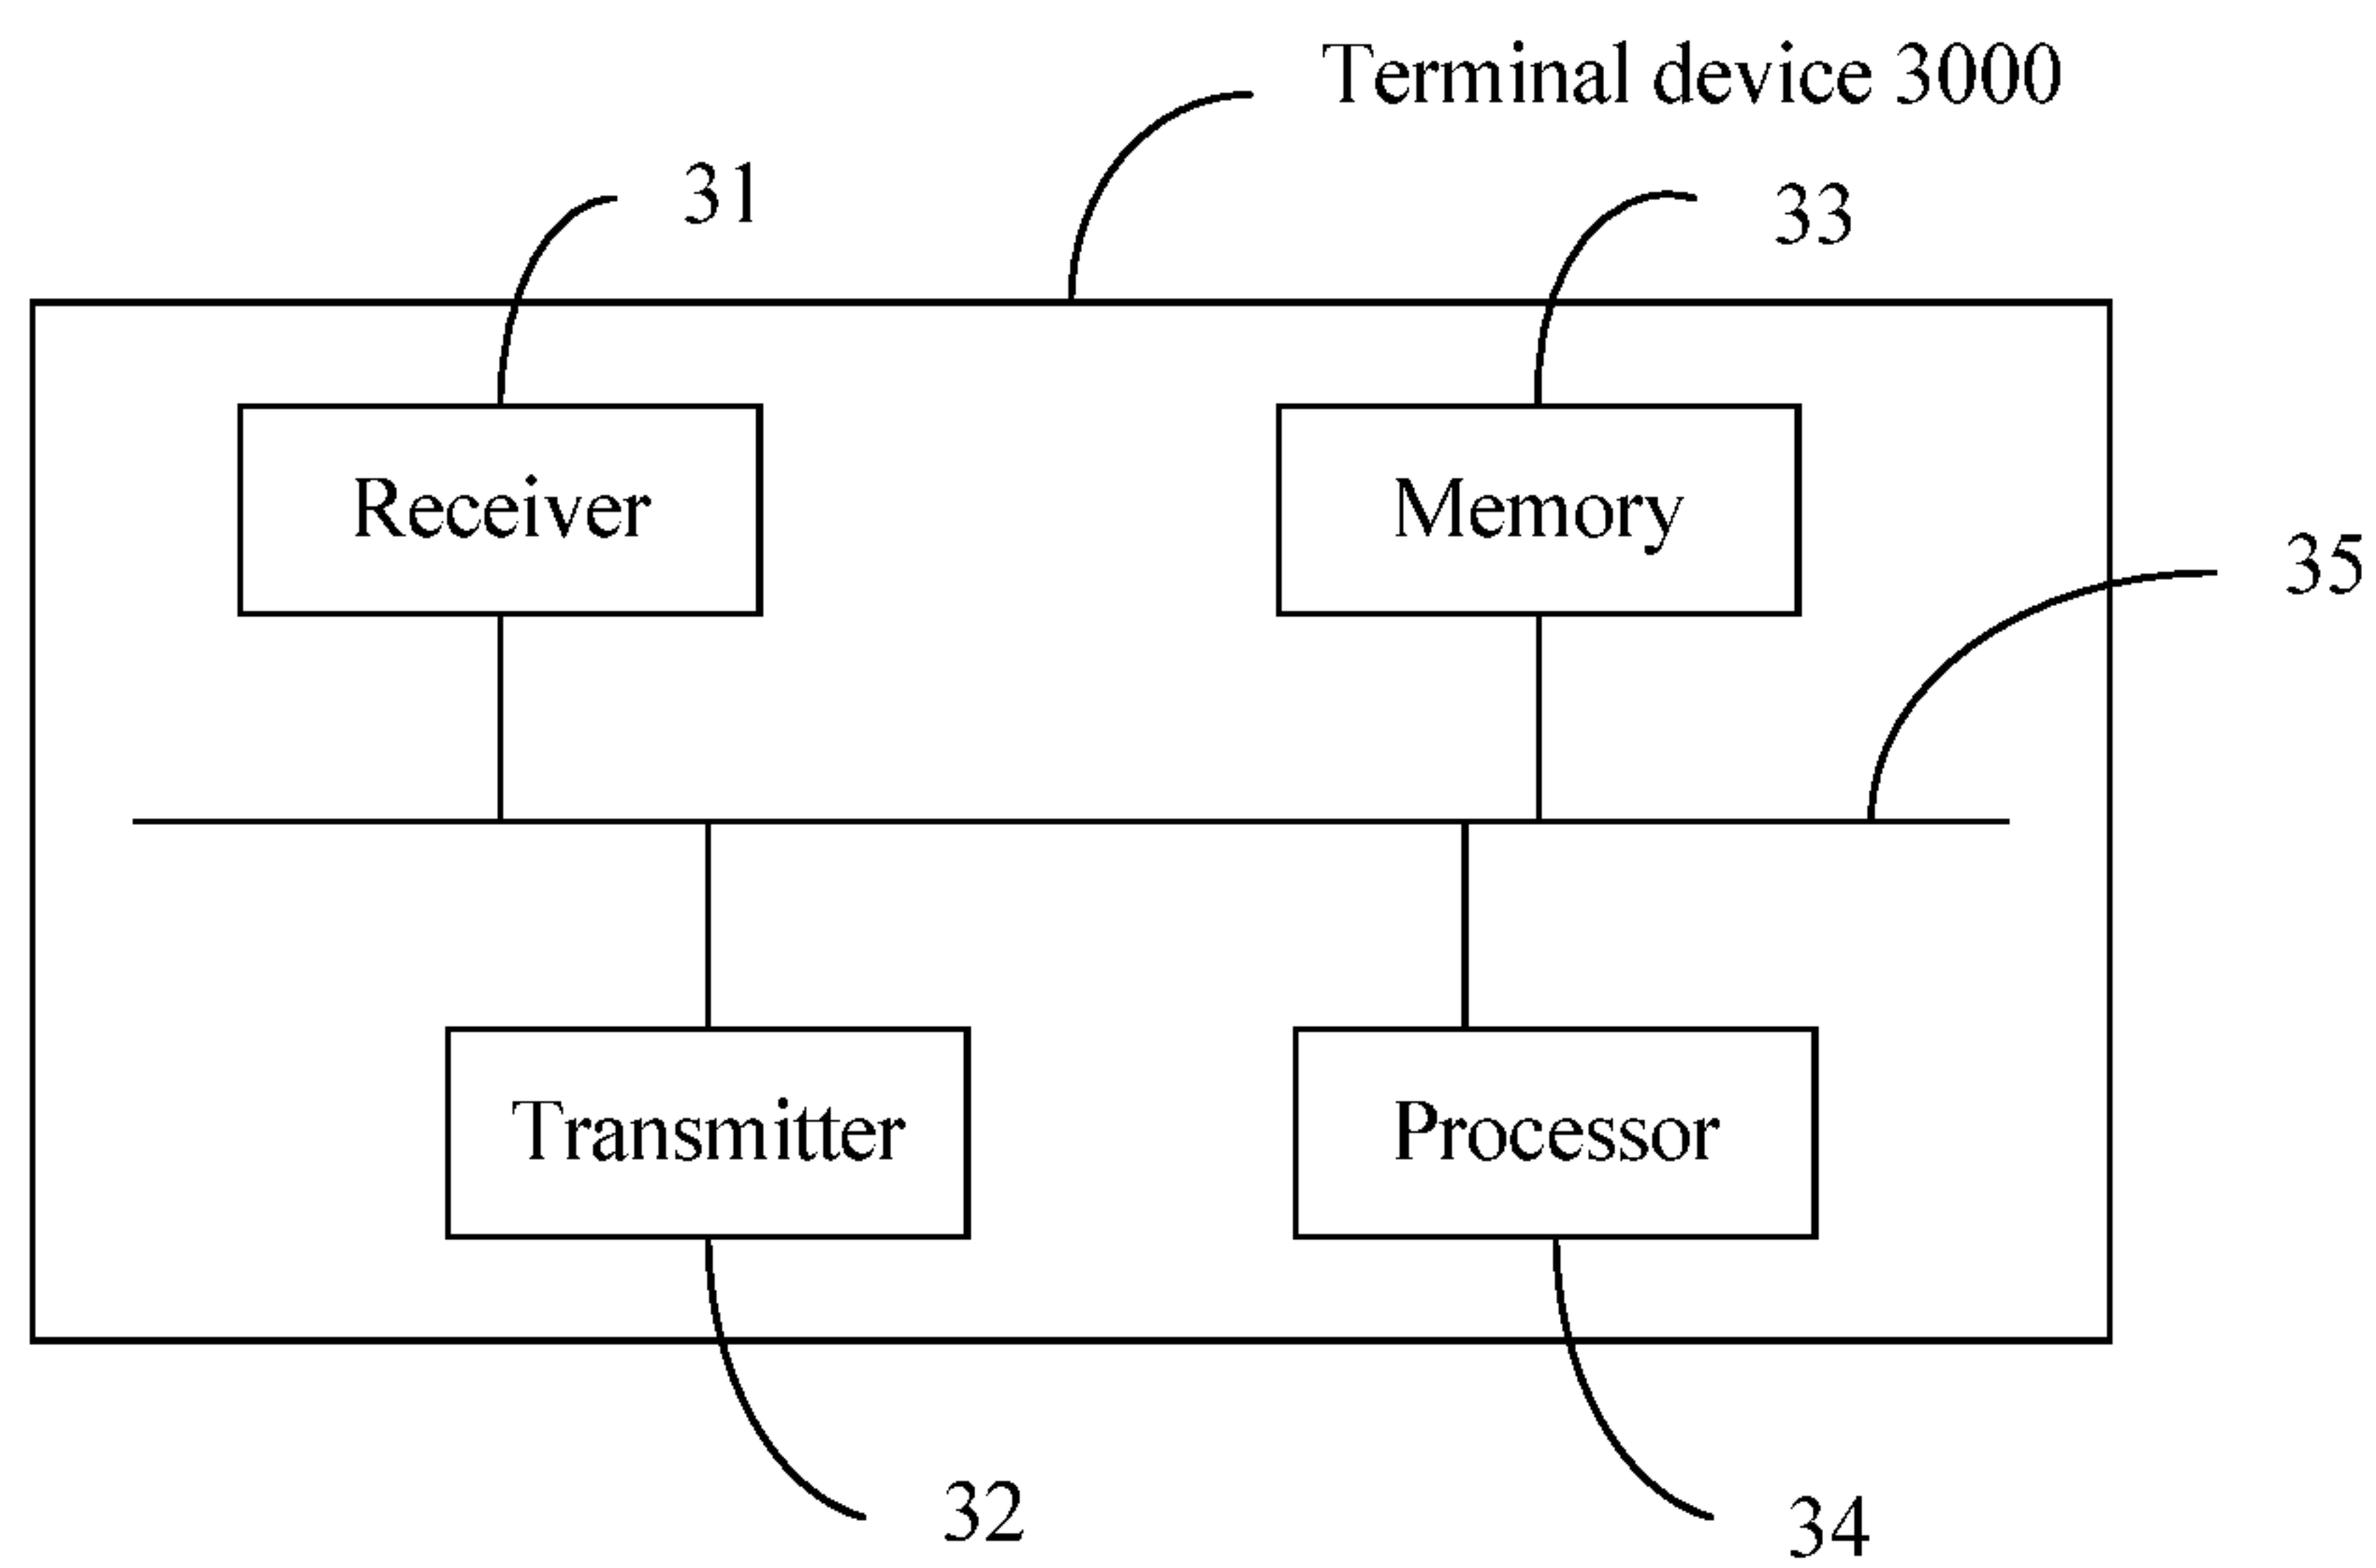 Terminal device 3000
31
33
Receiver
Memory
35
Transmitter
Processor
32
34